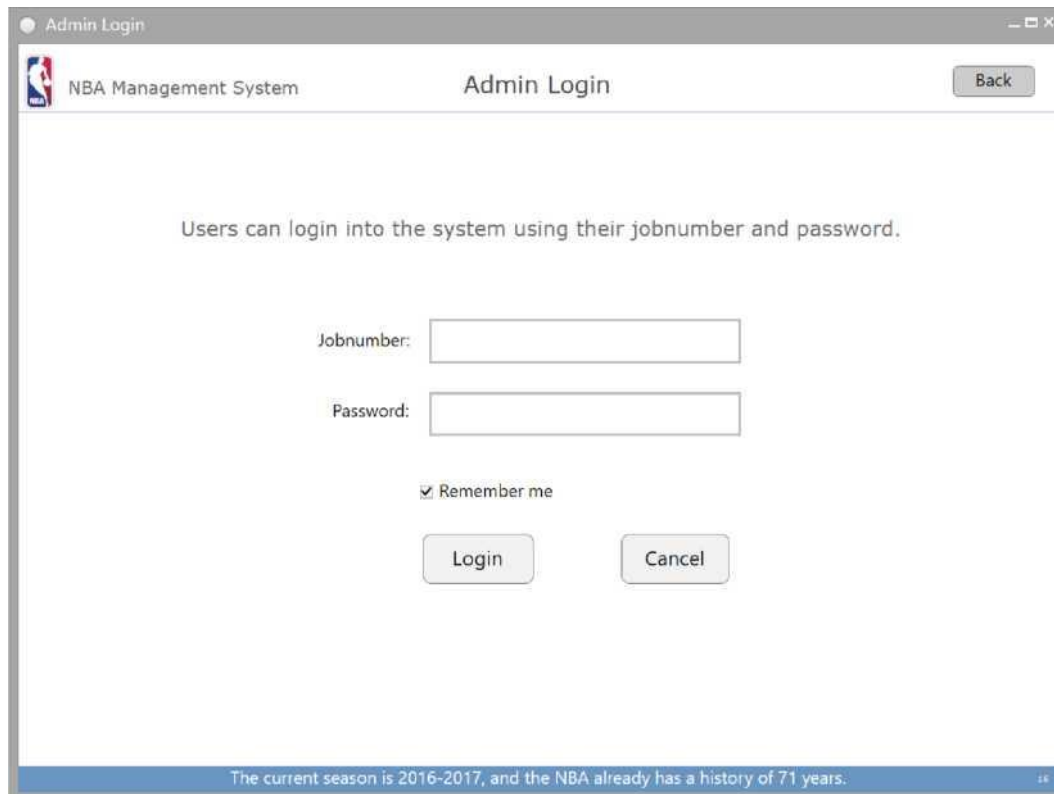 Admin Login
NBA Management System
Admin Login
Back
NBA
Users can login into the system using their jobnumber and password.
Jobnumber:
Password:
Remember me
Login
Cancel
The current season is 2016-2017, and the NBA already has a history of 71 years.